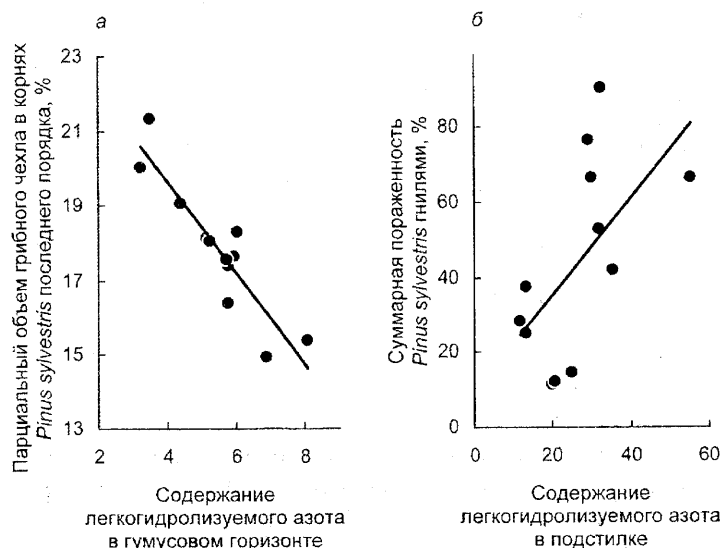 а
Парциальный объем грибного чехла в корнях
Pinus sylvestris последнего порядка, %
23
21
19
17
15
13
2
4
6
8
Содержание
легкогидролизуемого азота
в гумусовом горизонте
б
Суммарная пораженность
Pinus sylvestris гнилями, %
80
60
40
20
0
0
20
40
60
Содержание
легкогидролизуемого азота
в подстилке